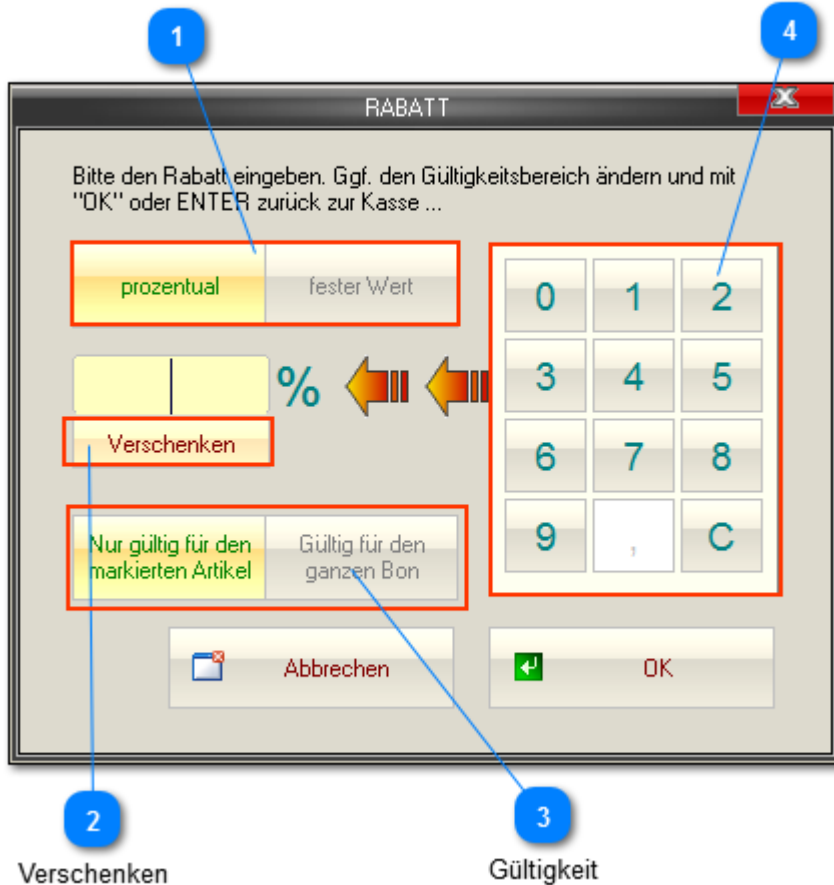 1
4
RABATT
Bitte den Rabatt eingeben. Ggf. den Gültigkeitsbereich ändern und mit
"OK" oder ENTER zurück zur Kasse ...
prozentual
fester Wert
0 1 2
%
3 4 5
Verschenken
6 7 8
Nur gültig für den
markierten Artikel
Gültig für den
ganzen Bon
9 , C
Abbrechen
OK
2
3
Verschenken
Gültigkeit